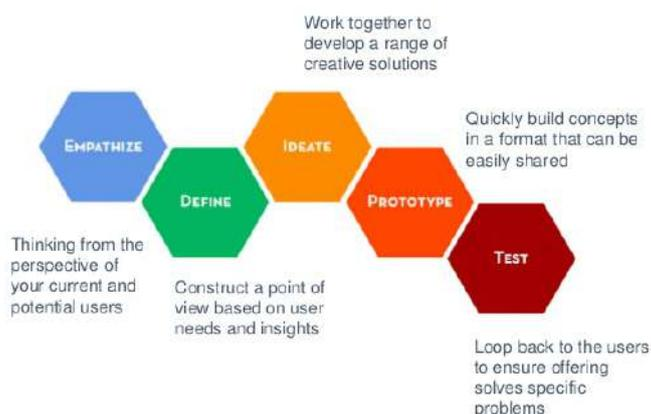 EMPATHIZE
Thinking from the
perspective of
your current and
potential users
DEFINE
Construct a point of
view based on user
needs and insights
IDEATE
Work together to
develop a range of
creative solutions
PROTOTYPE
Quickly build concepts
in a format that can be
easily shared
TEST
Loop back to the users
to ensure offering
solves specific
problems